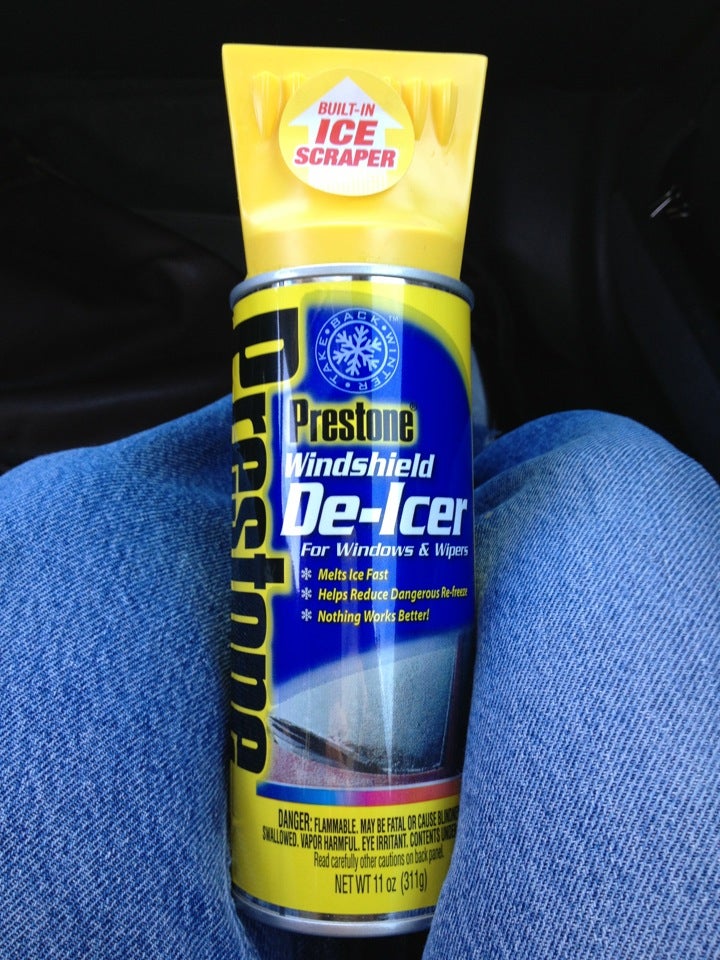 BUILT-IN
ICE
SCRAPER
TAKE • BACK • WINTER • ™
Prestone
Prestone®
Windshield
De-Icer
For Windows & Wipers
Melts Ice Fast
Helps Reduce Dangerous Re-freeze
Nothing Works Better!
DANGER: FLAMMABLE. MAY BE FATAL OR CAUSE
SWALLOWED. VAPOR HARMFUL. EYE IRRITANT. CONTENTS
Read carefully other cautions on back panel.
NET WT 11 oz (311g)